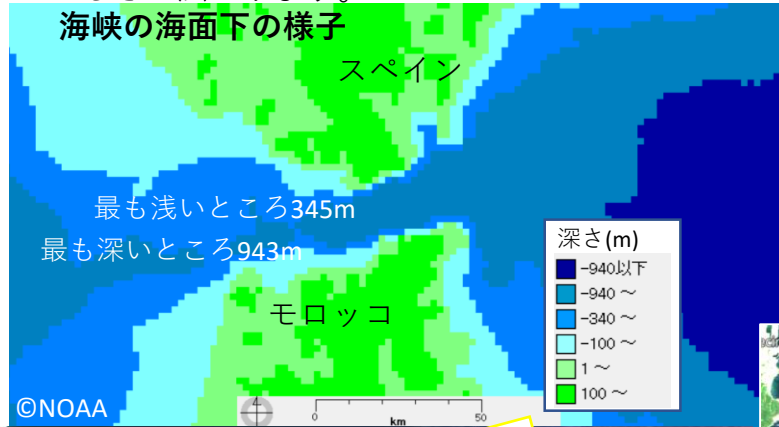 海峡の海面下の様子
スペイン
最も浅いところ345m
最も深いところ943m
モロッコ
深さ(m)
-940以下
-940 ～
-340 ～
-100 ～
1 ～
100 ～
©NOAA
0 50
km